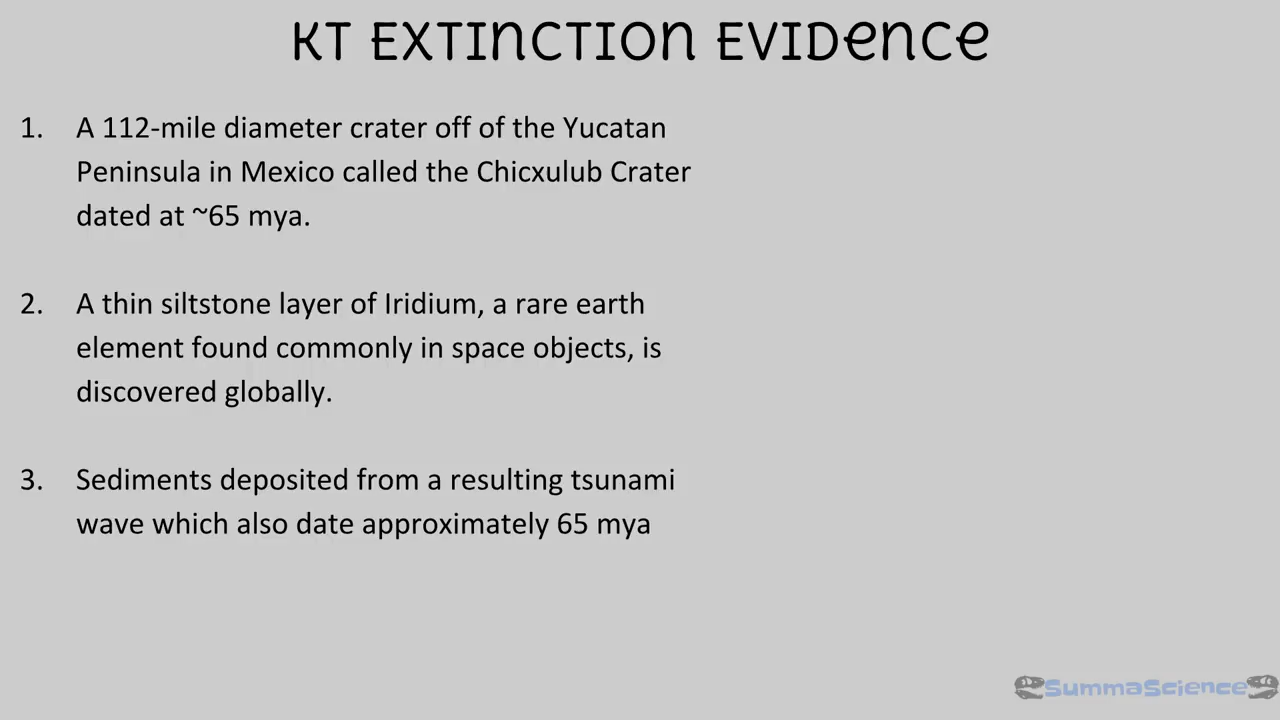 KT EXTINCTION EVIDENCE
1. A 112-mile diameter crater off of the Yucatan
Peninsula in Mexico called the Chicxulub Crater
dated at ~65 mya.
2. A thin siltstone layer of Iridium, a rare earth
element found commonly in space objects, is
discovered globally.
3. Sediments deposited from a resulting tsunami
wave which also date approximately 65 mya
SummaScience